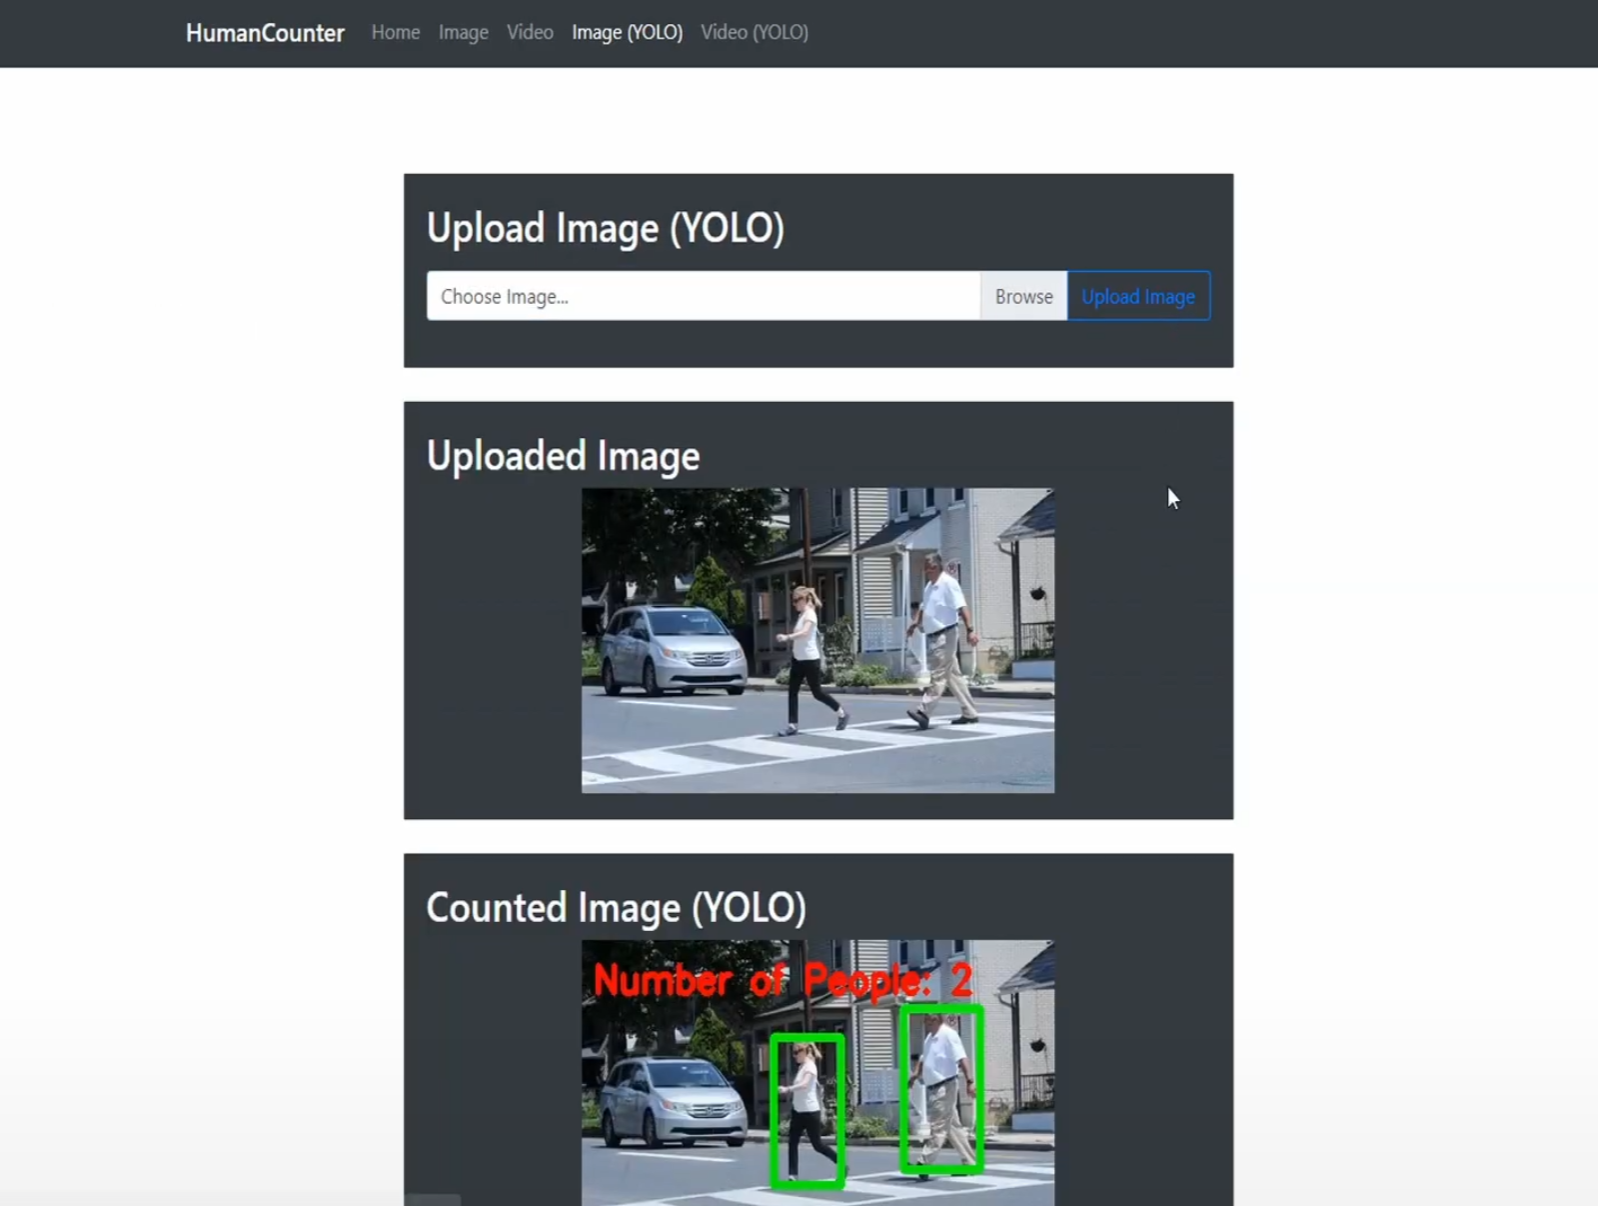 HumanCounter Home Image Video Image (YOLO) Video (YOLO)
Upload Image (YOLO)
Choose Image... Browse Upload Image
Uploaded Image
Counted Image (YOLO)
Number of People: 2